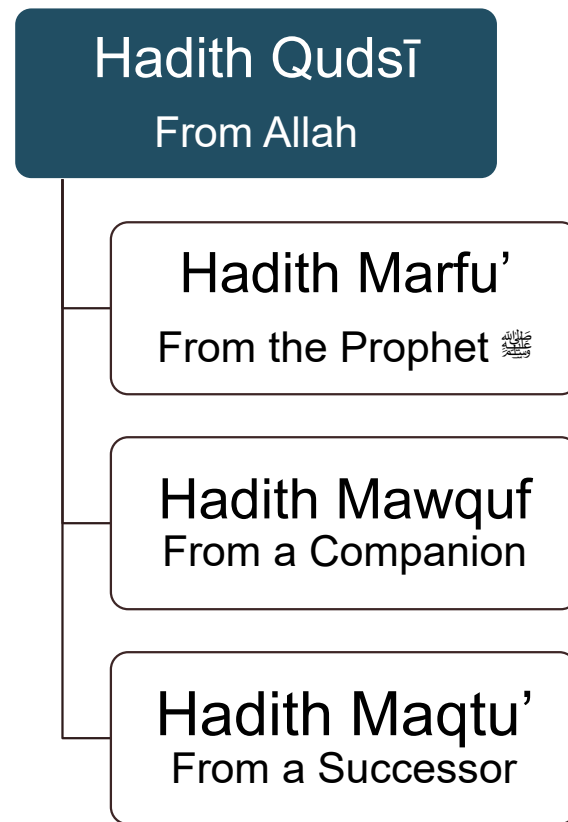 Hadith Qudsī
From Allah
Hadith Marfu’
From the Prophet ﷺ
Hadith Mawquf
From a Companion
Hadith Maqtu’
From a Successor